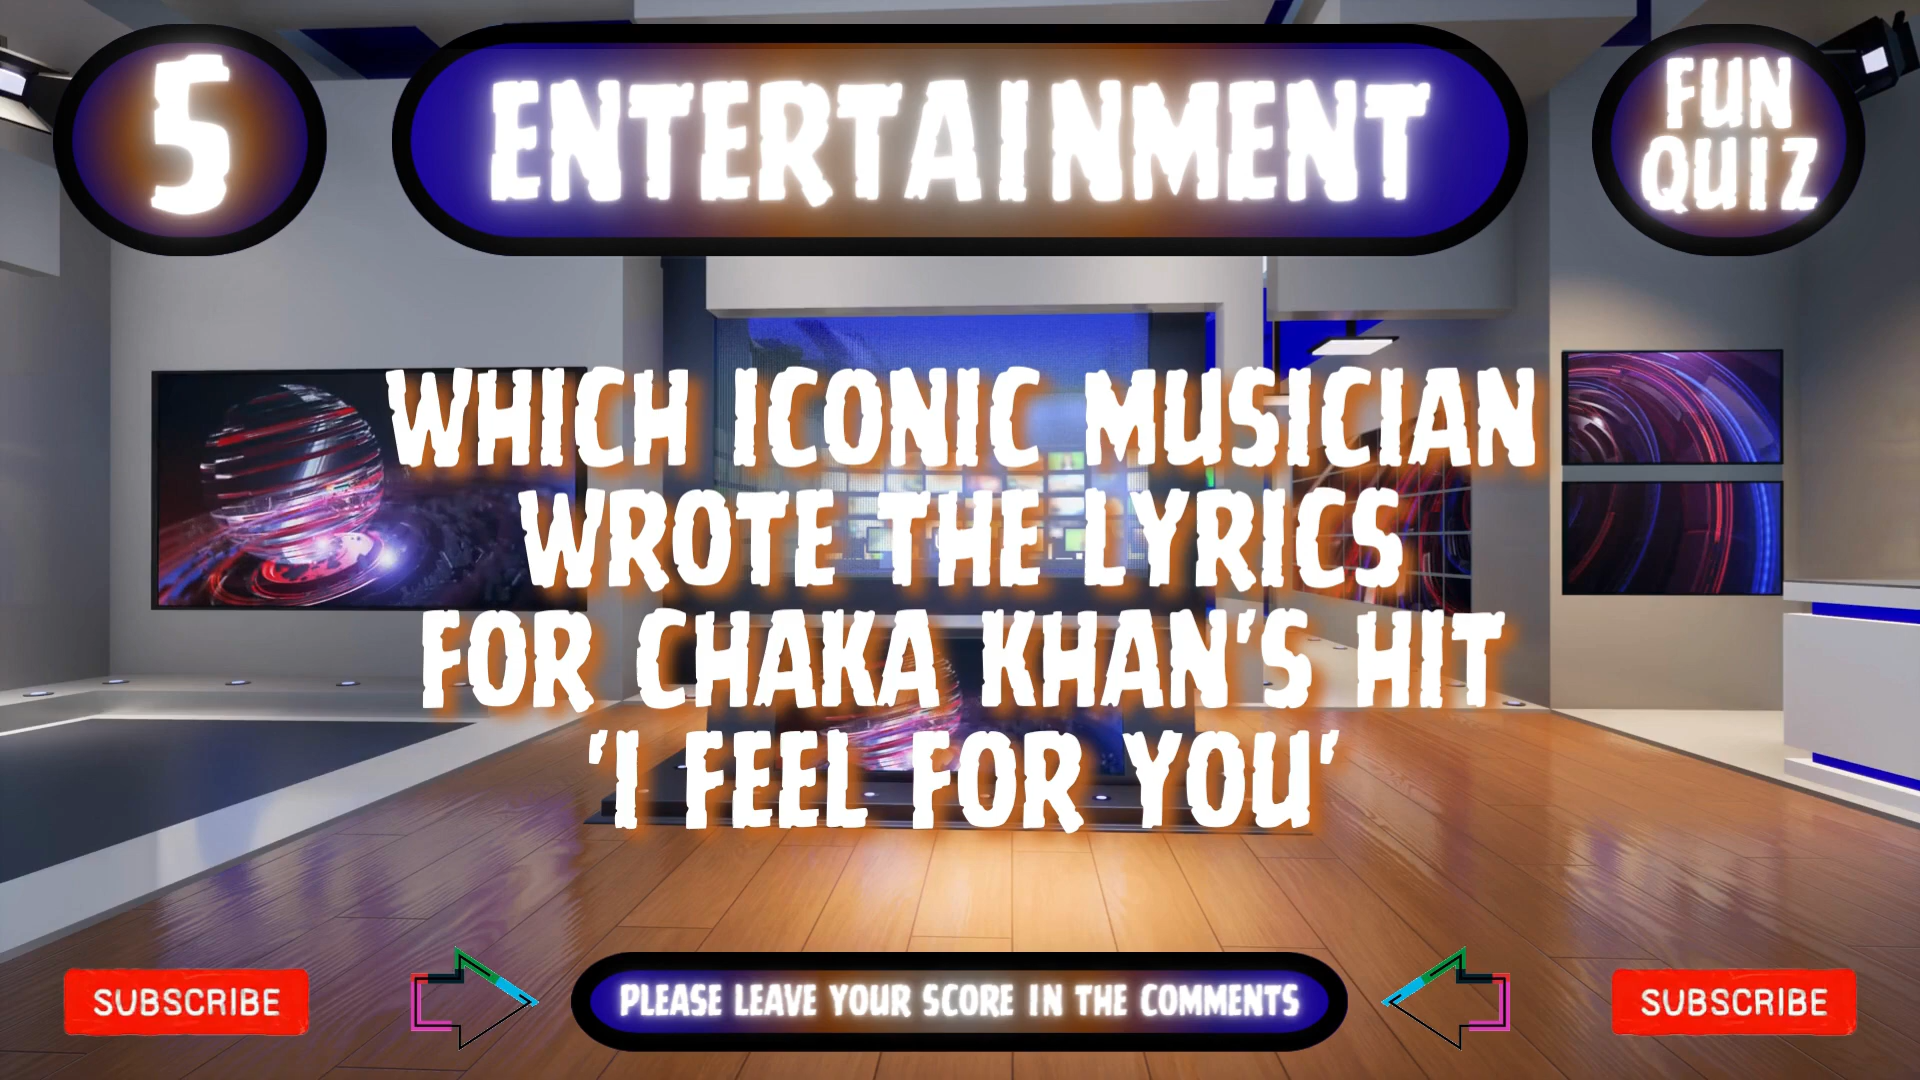 5
ENTERTAINMENT
FUN
QUIZ
WHICH ICONIC MUSICIAN
WROTE THE LYRICS
FOR CHAKA KHAN'S HIT
'I FEEL FOR YOU'
SUBSCRIBE
PLEASE LEAVE YOUR SCORE IN THE COMMENTS
SUBSCRIBE